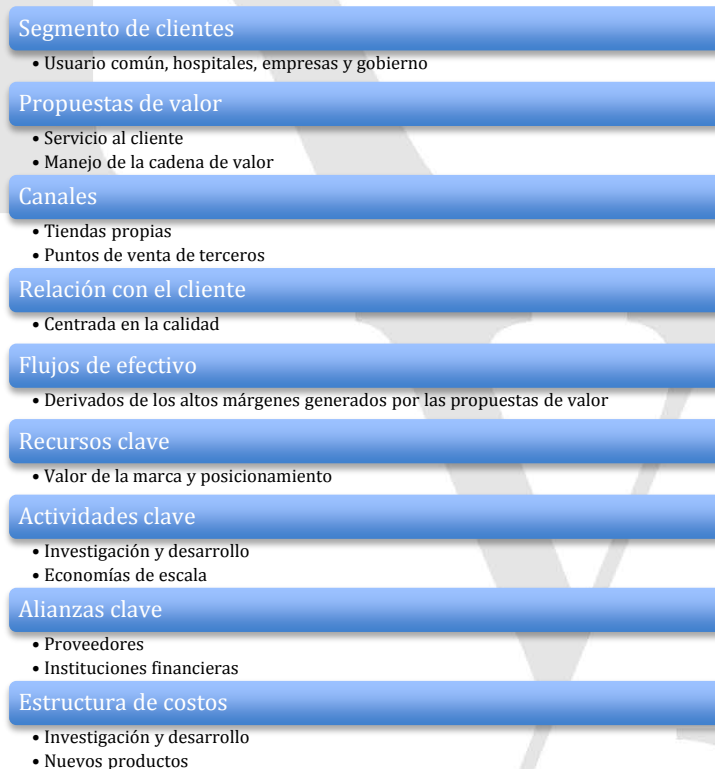 Segmento de clientes
• Usuario común, hospitales, empresas y gobierno
Propuestas de valor
• Servicio al cliente
• Manejo de la cadena de valor
Canales
• Tiendas propias
• Puntos de venta de terceros
Relación con el cliente
• Centrada en la calidad
Flujos de efectivo
• Derivados de los altos márgenes generados por las propuestas de valor
Recursos clave
• Valor de la marca y posicionamiento
Actividades clave
• Investigación y desarrollo
• Economías de escala
Alianzas clave
• Proveedores
• Instituciones financieras
Estructura de costos
• Investigación y desarrollo
• Nuevos productos